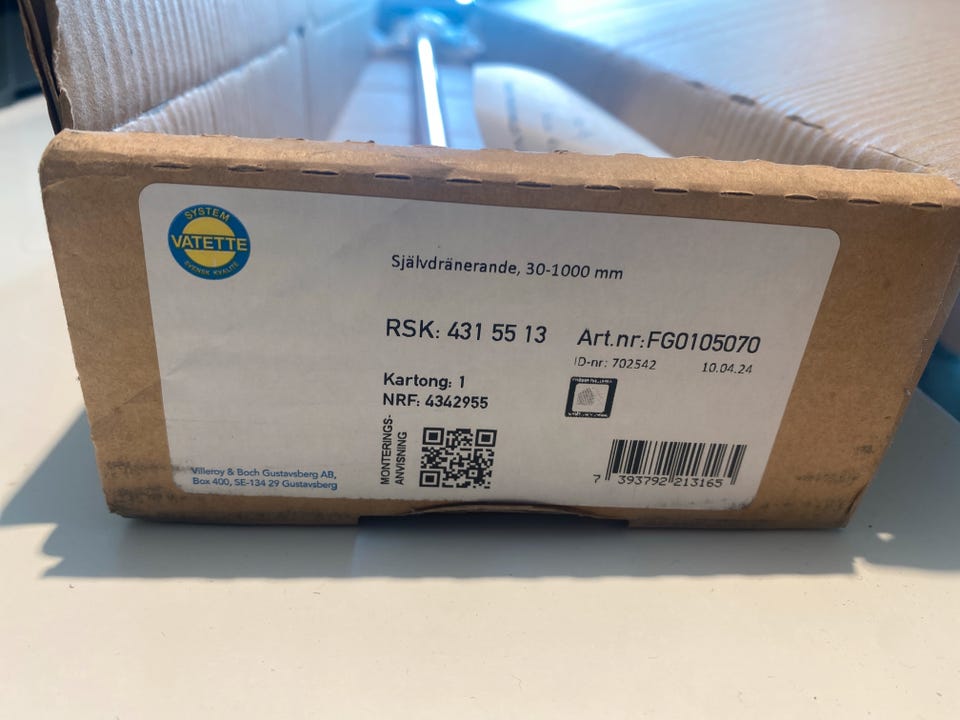 SYSTEM
VATETTE
SVENSK KVALITE
Självdränerande, 30-1000 mm
RSK: 431 55 13 Art.nr:FG0105070
ID-nr: 702542 10.04.24
Kartong: 1
NRF: 4342955
MONTERINGS-
ANVISNING
Villeroy & Boch Gustavsberg AB,
Box 400, SE-134 29 Gustavsberg
7 393792 213165